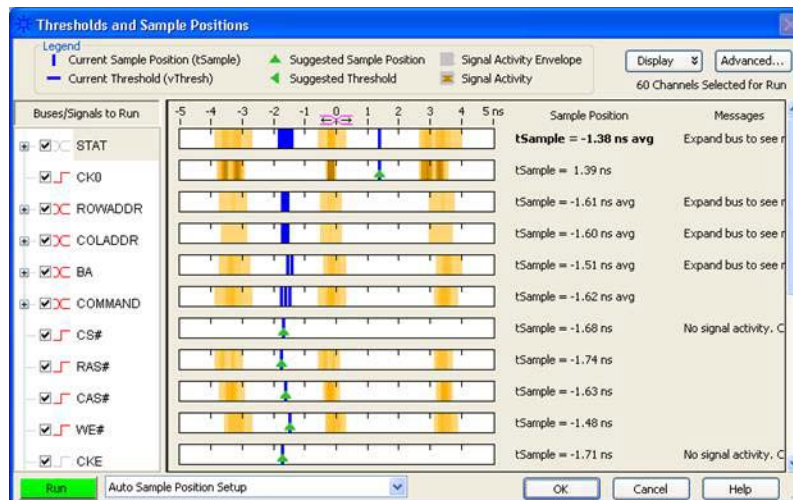 Thresholds and Sample Positions
Legend
Current Sample Position (tSample)
Suggested Sample Position
Signal Activity Envelope
Current Threshold (vThresh)
Suggested Threshold
Signal Activity
Display
Advanced...
60 Channels Selected for Run
Buses/Signals to Run
-5 -4 -3 -2 -1 0 1 2 3 4 5 ns
Sample Position
Messages
STAT
tSample = -1.38 ns avg
Expand bus to see r
CK0
tSample = 1.39 ns
ROWADDR
tSample = -1.61 ns avg
Expand bus to see r
COLADDR
tSample = -1.60 ns avg
Expand bus to see r
BA
tSample = -1.51 ns avg
Expand bus to see r
COMMAND
tSample = -1.62 ns avg
CS#
tSample = -1.68 ns
No signal activity. C
RAS#
tSample = -1.74 ns
CAS#
tSample = -1.63 ns
WE#
tSample = -1.48 ns
CKE
tSample = -1.71 ns
No signal activity. C
Run
Auto Sample Position Setup
OK
Cancel
Help